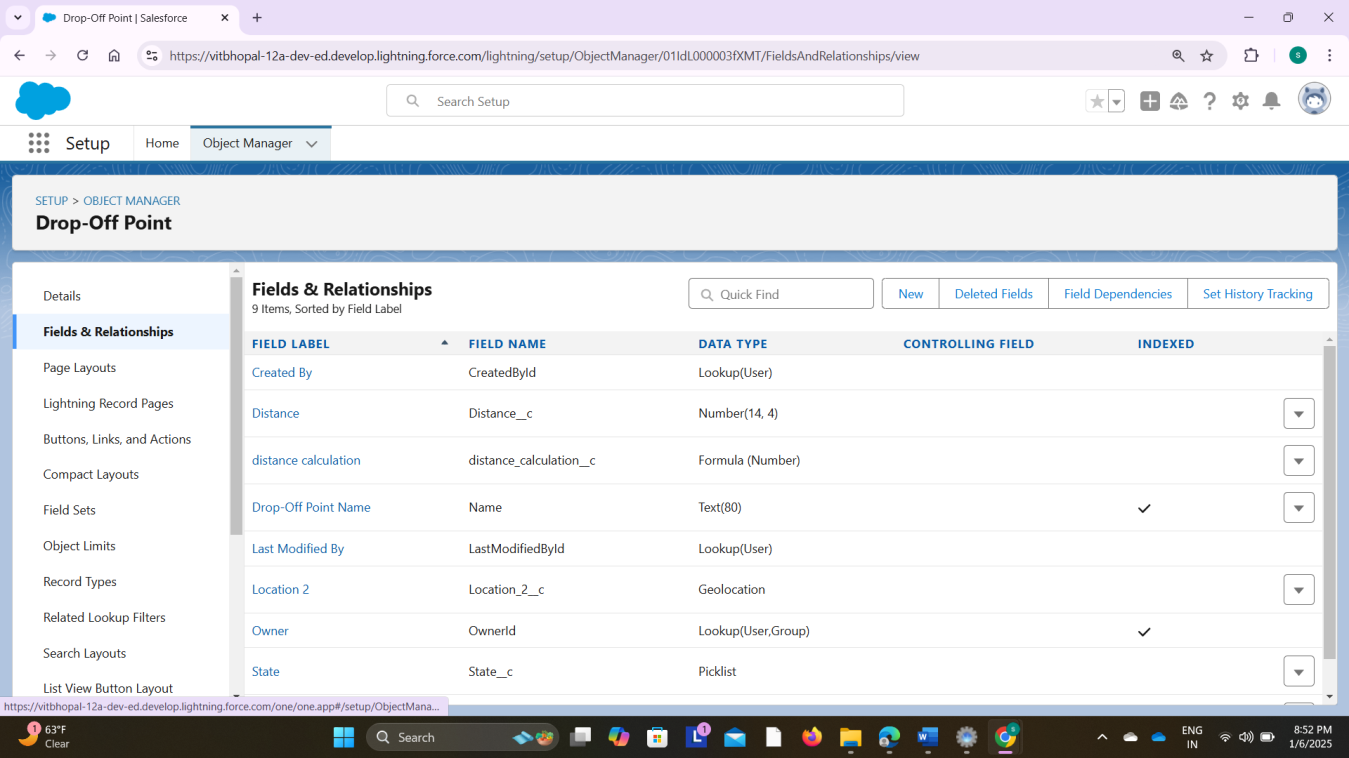 Drop-Off Point | Salesforce
https://vitbhopal-12a-dev-ed.develop.lightning.force.com/lightning/setup/ObjectManager/01IdL000003fXMT/FieldsAndRelationships/view
S
Search Setup
Setup
Home
Object Manager
SETUP > OBJECT MANAGER
Drop-Off Point
Details
Fields & Relationships
Page Layouts
Lightning Record Pages
Buttons, Links, and Actions
Compact Layouts
Field Sets
Object Limits
Record Types
Related Lookup Filters
Search Layouts
List View Button Layout
Fields & Relationships
9 Items, Sorted by Field Label
Quick Find
New
Deleted Fields
Field Dependencies
Set History Tracking
FIELD LABEL FIELD NAME DATA TYPE CONTROLLING FIELD INDEXED
Created By CreatedById Lookup(User)
Distance Distance__c Number(14, 4)
distance calculation distance_calculation__c Formula (Number)
Drop-Off Point Name Name Text(80)
Last Modified By LastModifiedById Lookup(User)
Location 2 Location_2__c Geolocation
Owner OwnerId Lookup(User,Group)
State State__c Picklist
https://vitbhopal-12a-dev-ed.develop.lightning.force.com/one/one.app#/setup/ObjectMana...
1
63°F
Clear
Search
1
ENG
IN
8:52 PM
1/6/2025